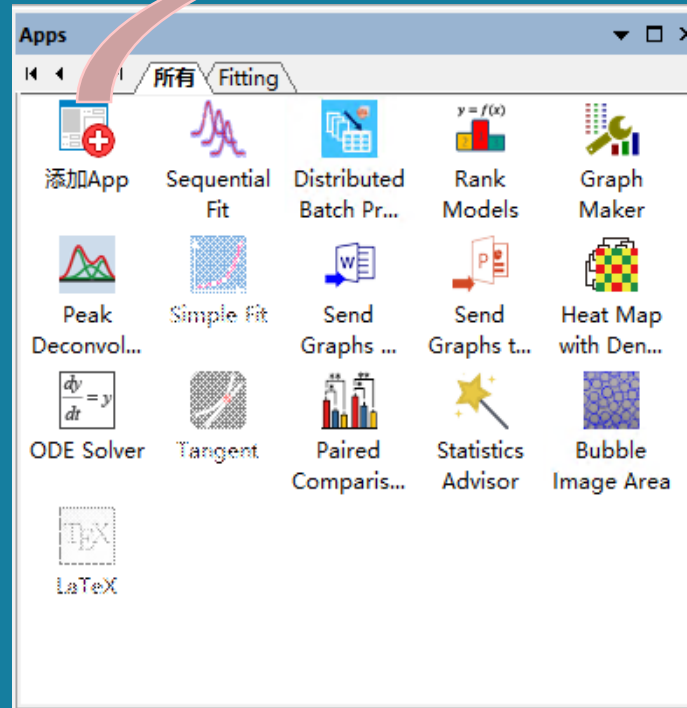 Apps
所有 Fitting
y = f(x)
添加App Sequential Fit Distributed Batch Pr... Rank Models Graph Maker
Peak Deconvol... Simple Fit Send Graphs ... Send Graphs t... Heat Map with Den...
dy/dt = y
ODE Solver Tangent Paired Comparis... Statistics Advisor Bubble Image Area
TEX
LaTeX